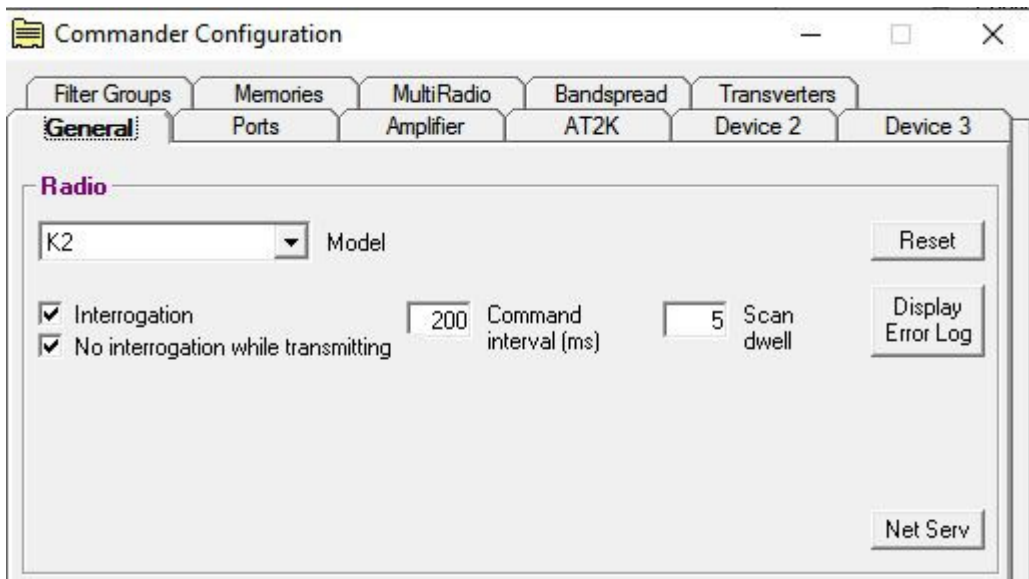 Commander Configuration
Filter Groups Memories MultiRadio Bandspread Transverters
General Ports Amplifier AT2K Device 2 Device 3
Radio
K2 Model Reset
Interrogation 200 Command interval (ms) 5 Scan dwell Display Error Log
No interrogation while transmitting
Net Serv